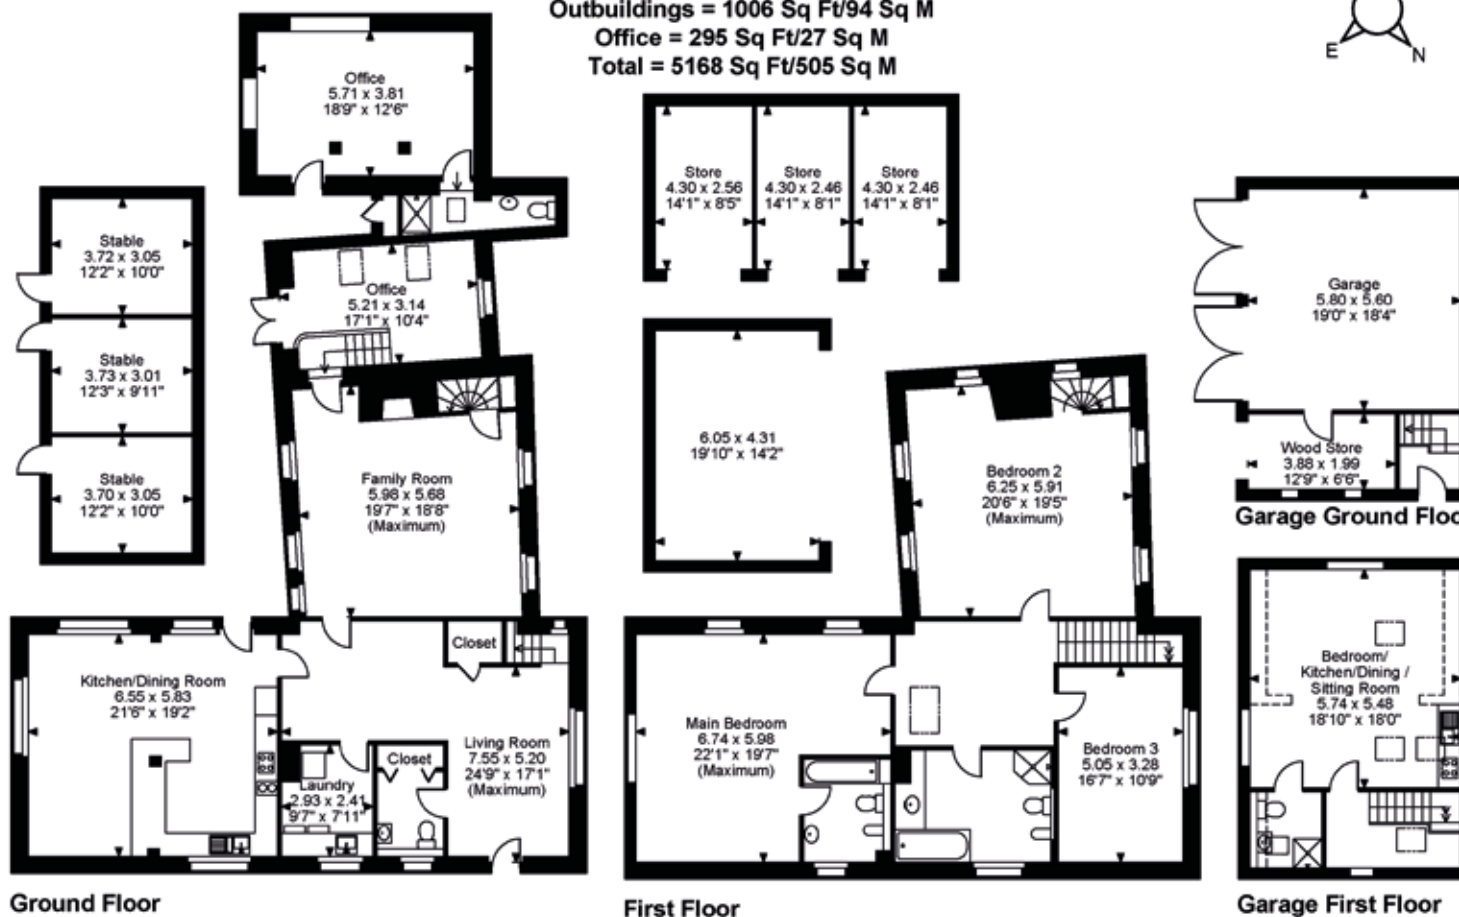 Outbuildings = 1006 Sq Ft/94 Sq M
Office = 295 Sq Ft/27 Sq M
Total = 5168 Sq Ft/505 Sq M
E
N
Office
5.71 x 3.81
18'9" x 12'6"
Stable
3.72 x 3.05
12'2" x 10'0"
Stable
3.73 x 3.01
12'3" x 9'11"
Stable
3.70 x 3.05
12'2" x 10'0"
Office
5.21 x 3.14
17'1" x 10'4"
Family Room
5.98 x 5.68
19'7" x 18'8"
(Maximum)
Kitchen/Dining Room
6.55 x 5.83
21'6" x 19'2"
Closet
Laundry
2.93 x 2.41
9'7" x 7'11"
Closet
Living Room
7.55 x 5.20
24'9" x 17'1"
(Maximum)
Ground Floor
Store
4.30 x 2.56
14'1" x 8'5"
Store
4.30 x 2.46
14'1" x 8'1"
Store
4.30 x 2.46
14'1" x 8'1"
6.05 x 4.31
19'10" x 14'2"
Bedroom 2
6.25 x 5.91
20'6" x 19'5"
(Maximum)
Main Bedroom
6.74 x 5.98
22'1" x 19'7"
(Maximum)
Bedroom 3
5.05 x 3.28
16'7" x 10'9"
First Floor
Garage
5.80 x 5.60
19'0" x 18'4"
Wood Store
3.88 x 1.99
12'9" x 6'6"
Garage Ground Floo
Bedroom/
Kitchen/Dining /
Sitting Room
5.74 x 5.48
18'10" x 18'0"
Garage First Floor